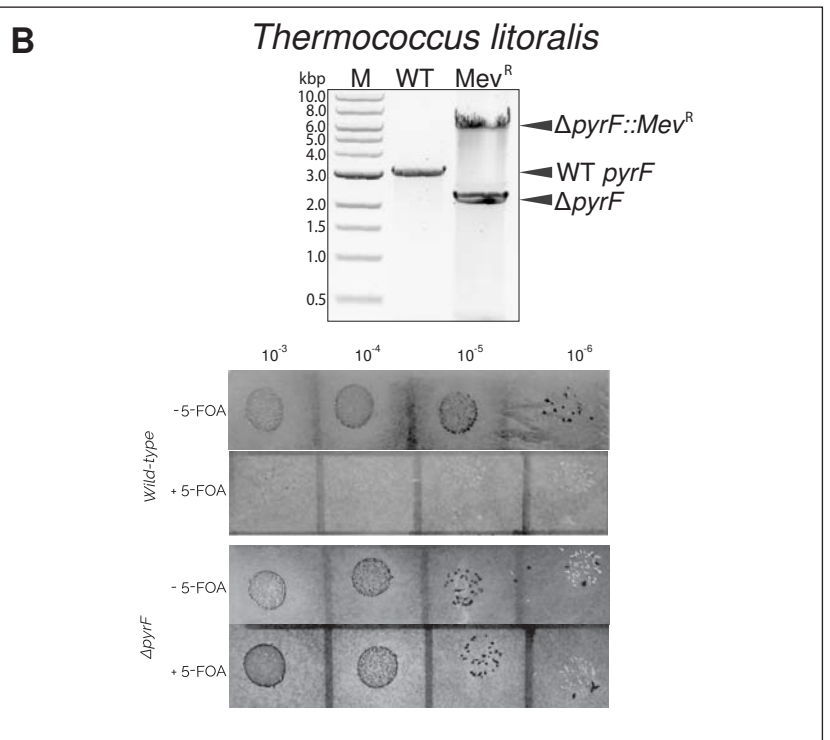 B
Thermococcus litoralis
kbp M WT Mevᴿ
10.0
8.0
6.0
5.0
4.0
3.0
2.0
1.5
1.0
0.5
ΔpyrF::Mevᴿ
WT pyrF
ΔpyrF
10⁻³ 10⁻⁴ 10⁻⁵ 10⁻⁶
Wild-type
-5-FOA
+ 5-FOA
ΔpyrF
- 5-FOA
+ 5-FOA